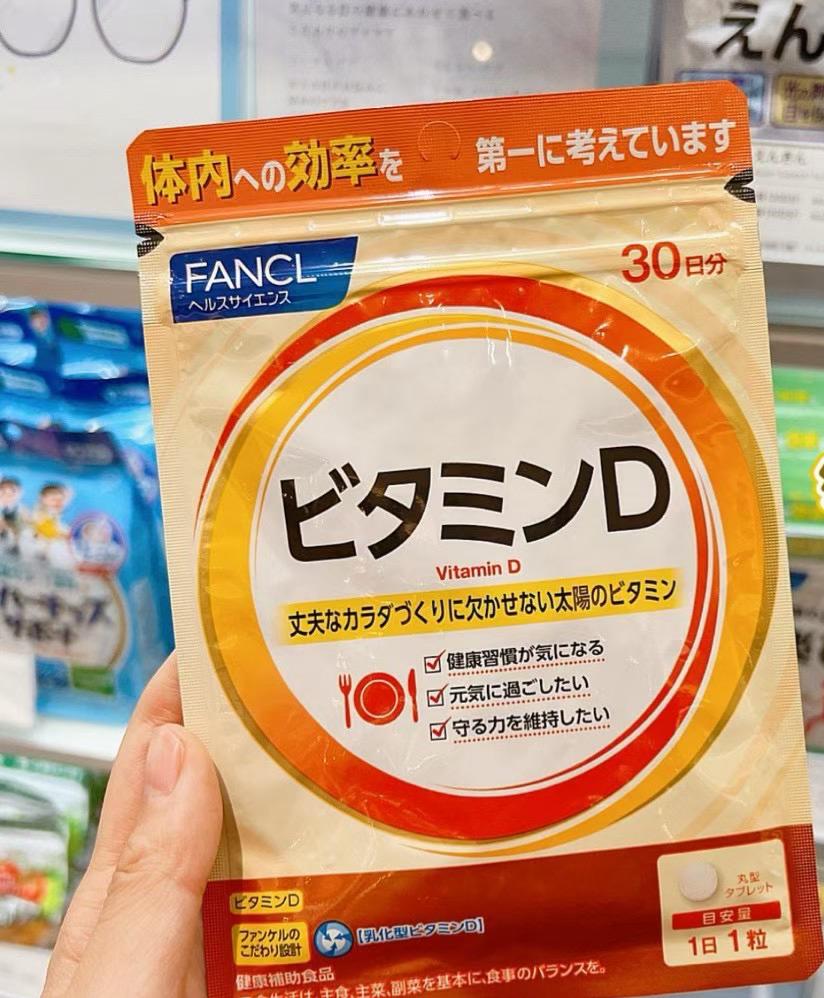 えん
体内への効率を 第一に考えています
FANCL
ヘルスサイエンス
30日分
ビタミンD
Vitamin D
丈夫なカラダづくりに欠かせない太陽のビタミン
健康習慣が気になる
元気に過ごしたい
守る力を維持したい
丸型
タブレット
目安量
1日1粒
ビタミンD
ファンケルの
こだわり設計
【乳化型ビタミンD】
健康補助食品
食生活は、主食、主菜、副菜を基本に、食事のバランスを。